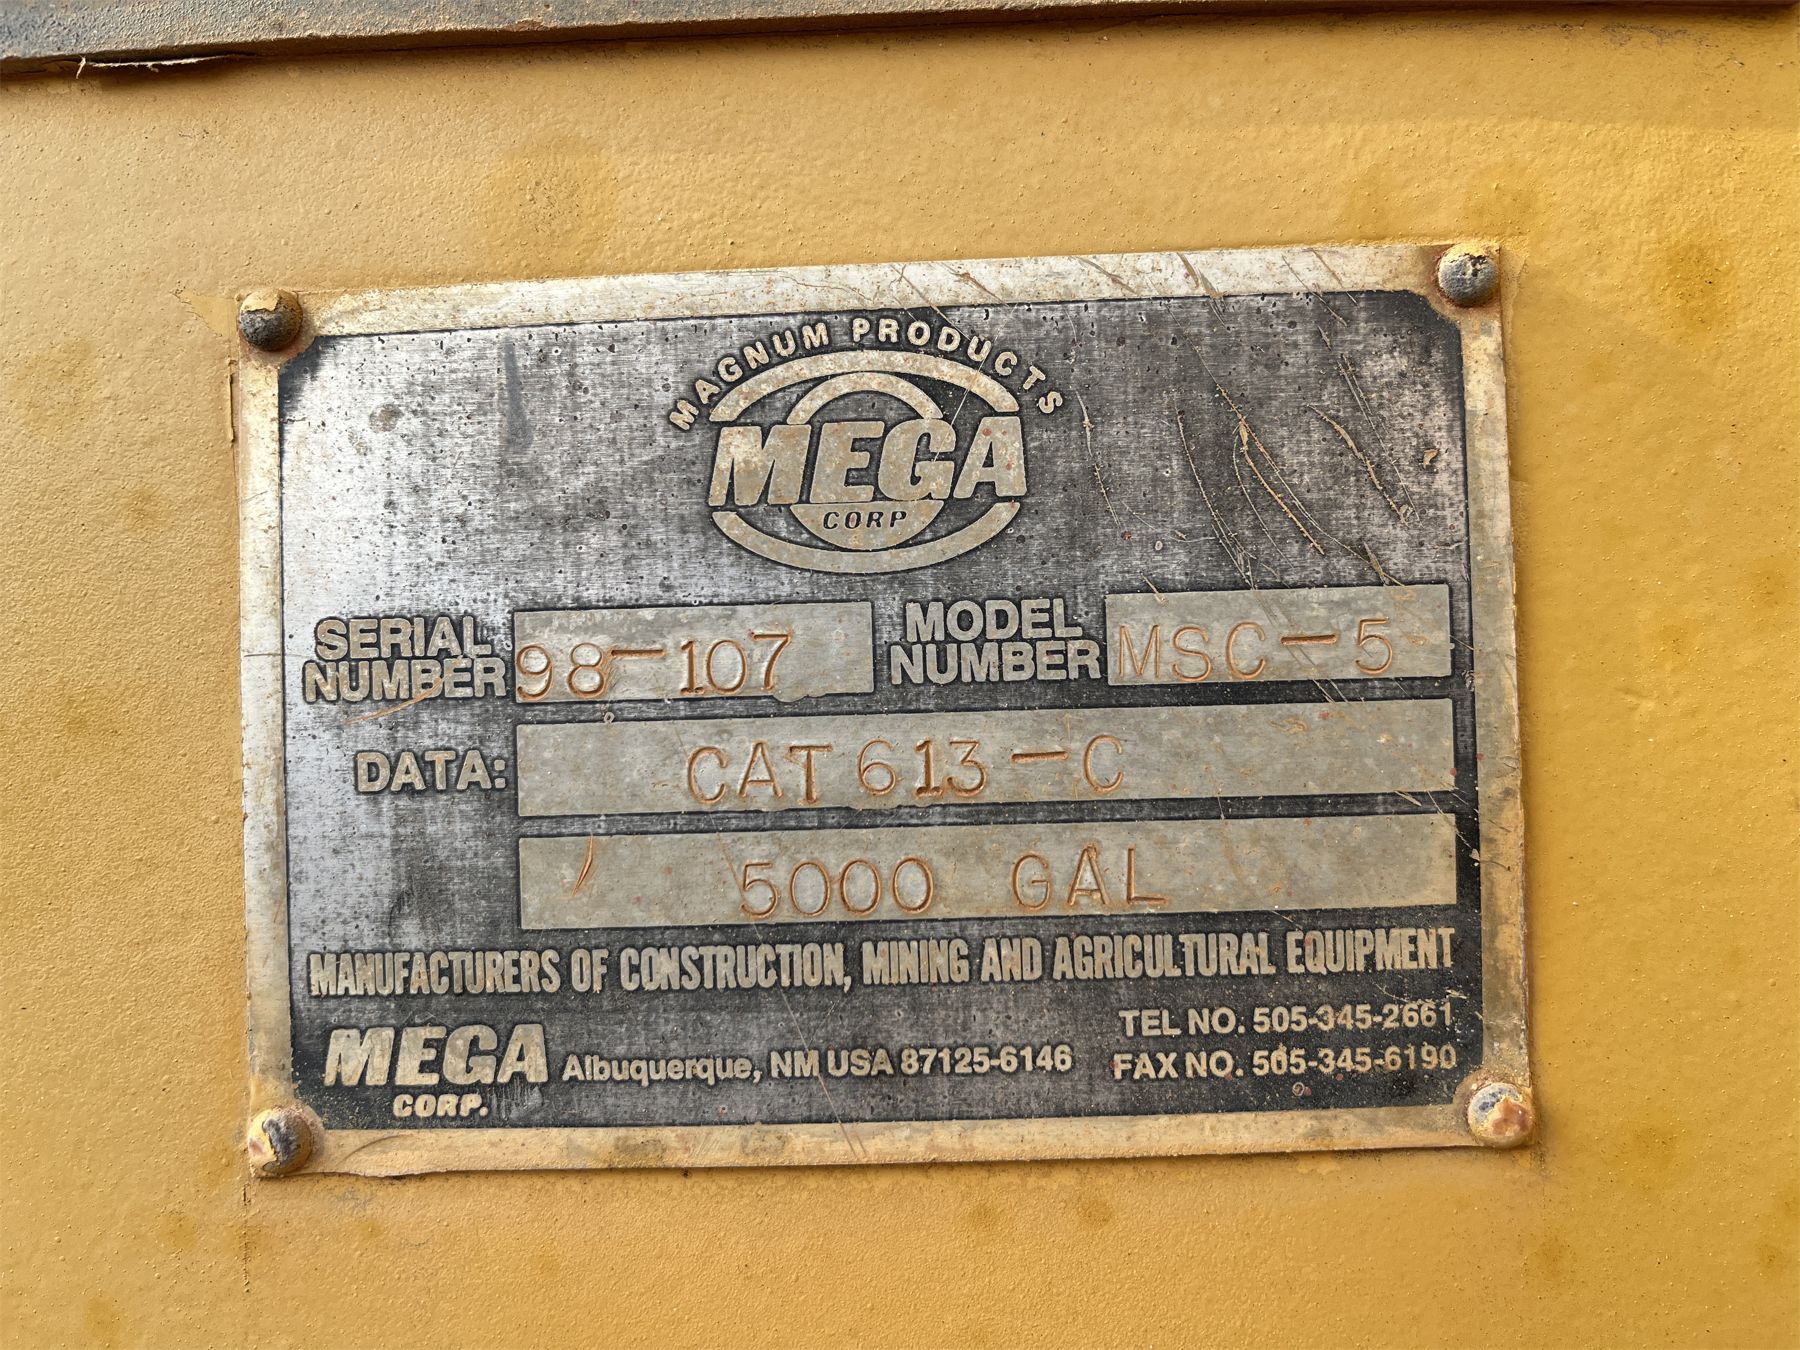 MAGNUM PRODUCTS
MEGA
CORP
SERIAL NUMBER 98-107 MODEL NUMBER MSC-5
DATA: CAT 613-C
5000 GAL
MANUFACTURERS OF CONSTRUCTION, MINING AND AGRICULTURAL EQUIPMENT
MEGA CORP. Albuquerque, NM USA 87125-6146
TEL NO. 505-345-2661
FAX NO. 505-345-6190